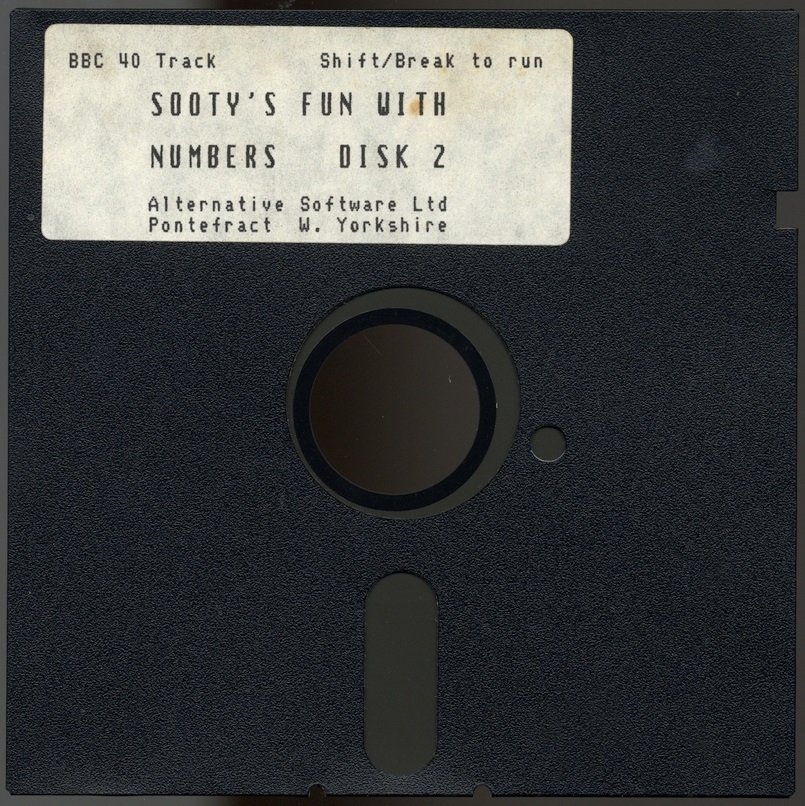 BBC 40 Track Shift/Break to run
SOOTY'S FUN WITH
NUMBERS DISK 2
Alternative Software Ltd
Pontefract W. Yorkshire